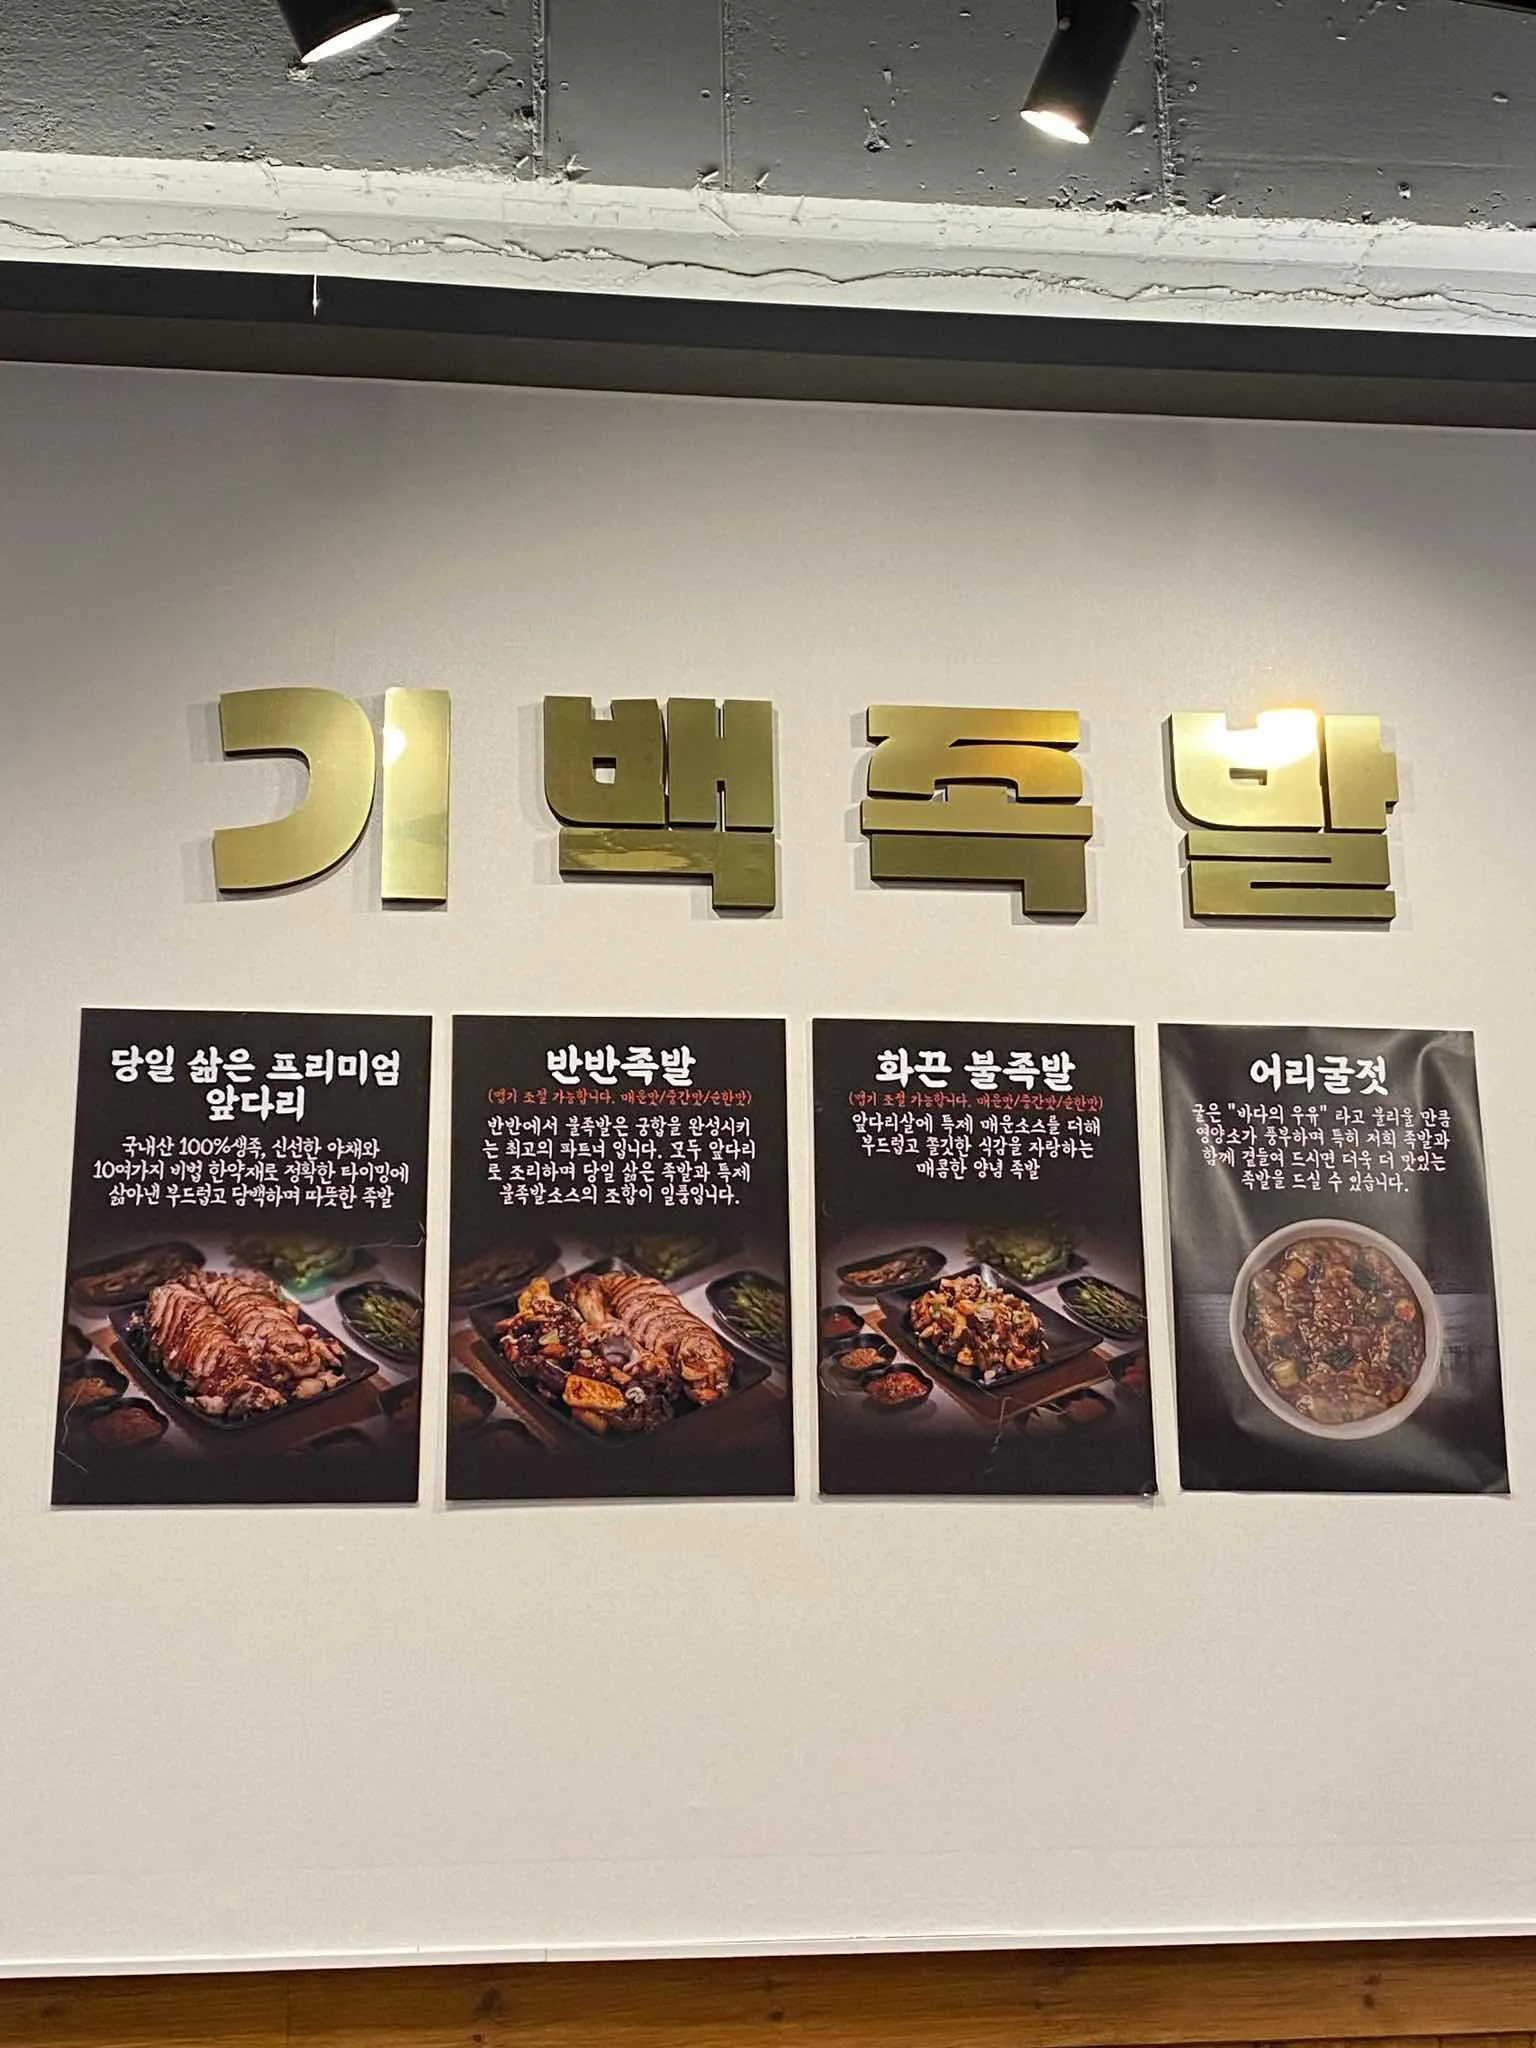 기백족발
당일 삶은 프리미엄
앞다리
국내산 100%생족, 신선한 야채와
10여가지 비법 한약재로 정확한 타이밍에
삶아낸 부드럽고 담백하며 따뜻한 족발
반반족발
(맵기 조절 가능합니다. 매운맛/중간맛/순한맛)
반반에서 불족발은 궁합을 완성시키
는 최고의 파트너 입니다. 모두 앞다리
로 조리하며 당일 삶은 족발과 특제
불족발소스의 조합이 일품입니다.
화끈 불족발
(맵기 조절 가능합니다. 매운맛/중간맛/순한맛)
앞다리살에 특제 매운소스를 더해
부드럽고 쫄깃한 식감을 자랑하는
매콤한 양념 족발
어리굴젓
굴은 "바다의 우유" 라고 불리울 만큼
영양소가 풍부하며 특히 저희 족발과
함께 곁들여 드시면 더욱 더 맛있는
족발을 드실 수 있습니다.